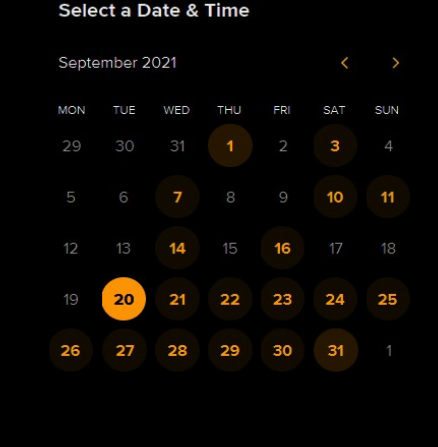 Select a Date & Time
September 2021
MON TUE WED THU FRI SAT SUN
29 30 31 1 2 3 4
5 6 7 8 9 10 11
12 13 14 15 16 17 18
19 20 21 22 23 24 25
26 27 28 29 30 31 1